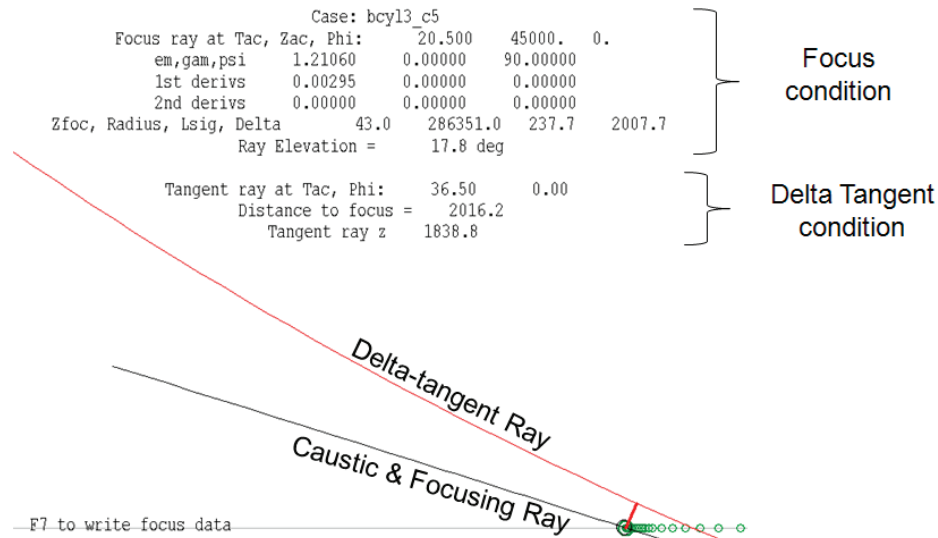 Case: bcyl3_c5
Focus ray at Tac, Zac, Phi: 20.500 45000. 0.
em,gam,psi 1.21060 0.00000 90.00000
1st derivs 0.00295 0.00000 0.00000
2nd derivs 0.00000 0.00000 0.00000
Zfoc, Radius, Lsig, Delta 43.0 286351.0 237.7 2007.7
Ray Elevation = 17.8 deg
Focus
condition
Tangent ray at Tac, Phi: 36.50 0.00
Distance to focus = 2016.2
Tangent ray z 1838.8
Delta Tangent
condition
Delta-tangent Ray
Caustic & Focusing Ray
F7 to write focus data